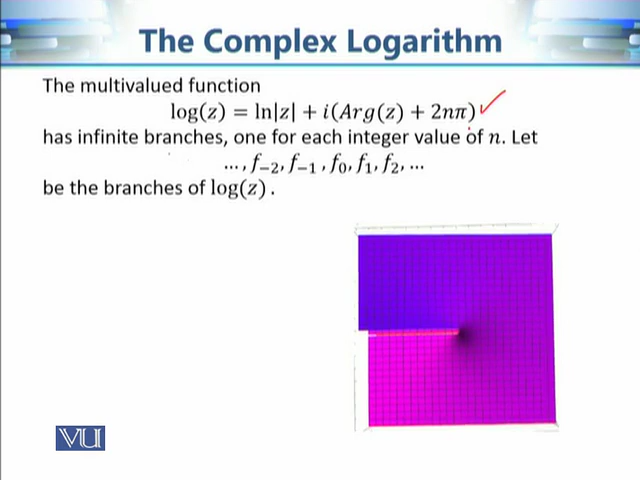 The Complex Logarithm
The multivalued function
log(z) = ln|z| + i(Arg(z) + 2nπ)
has infinite branches, one for each integer value of n. Let
..., f₋₂, f₋₁, f₀, f₁, f₂, ...
be the branches of log(z).
VU